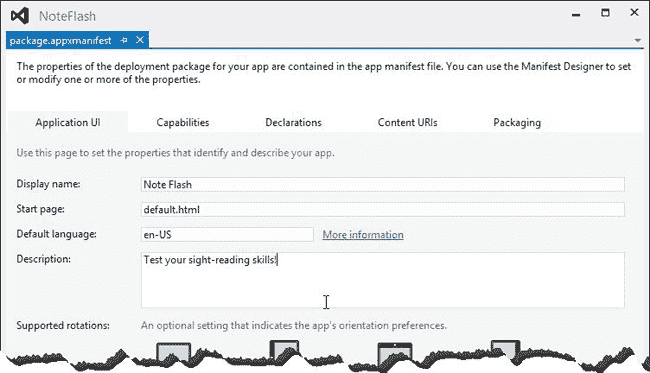 NoteFlash
package.appxmanifest
The properties of the deployment package for your app are contained in the app manifest file. You can use the Manifest Designer to set
or modify one or more of the properties.
Application UI Capabilities Declarations Content URIs Packaging
Use this page to set the properties that identify and describe your app.
Display name: Note Flash
Start page: default.html
Default language: en-US More information
Description: Test your sight-reading skills!
Supported rotations: An optional setting that indicates the app's orientation preferences.